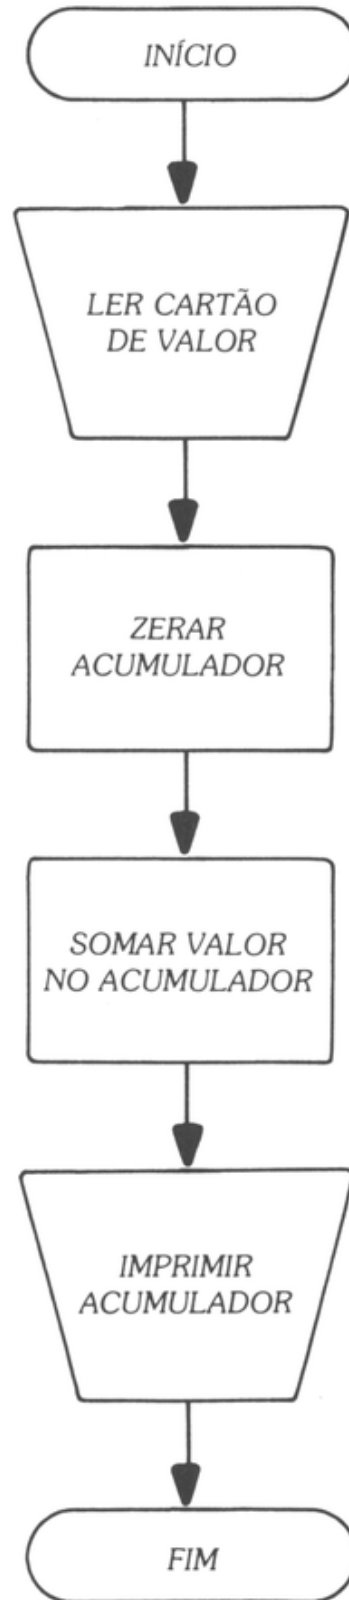 INÍCIO
LER CARTÃO
DE VALOR
ZERAR
ACUMULADOR
SOMAR VALOR
NO ACUMULADOR
IMPRIMIR
ACUMULADOR
FIM